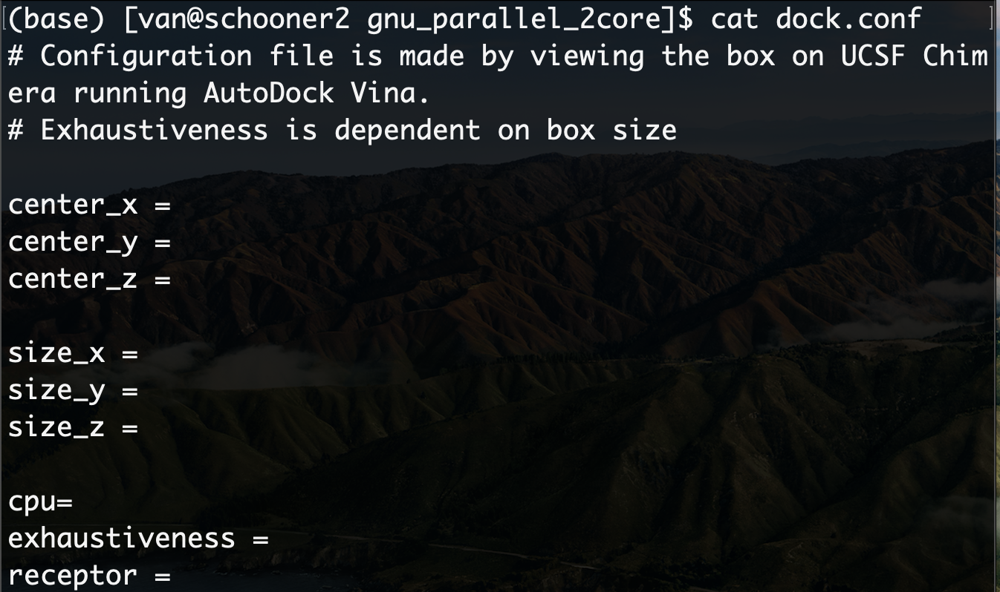 (base) [van@schooner2 gnu_parallel_2core]$ cat dock.conf
# Configuration file is made by viewing the box on UCSF Chim
era running AutoDock Vina.
# Exhaustiveness is dependent on box size
center_x =
center_y =
center_z =
size_x =
size_y =
size_z =
cpu=
exhaustiveness =
receptor =